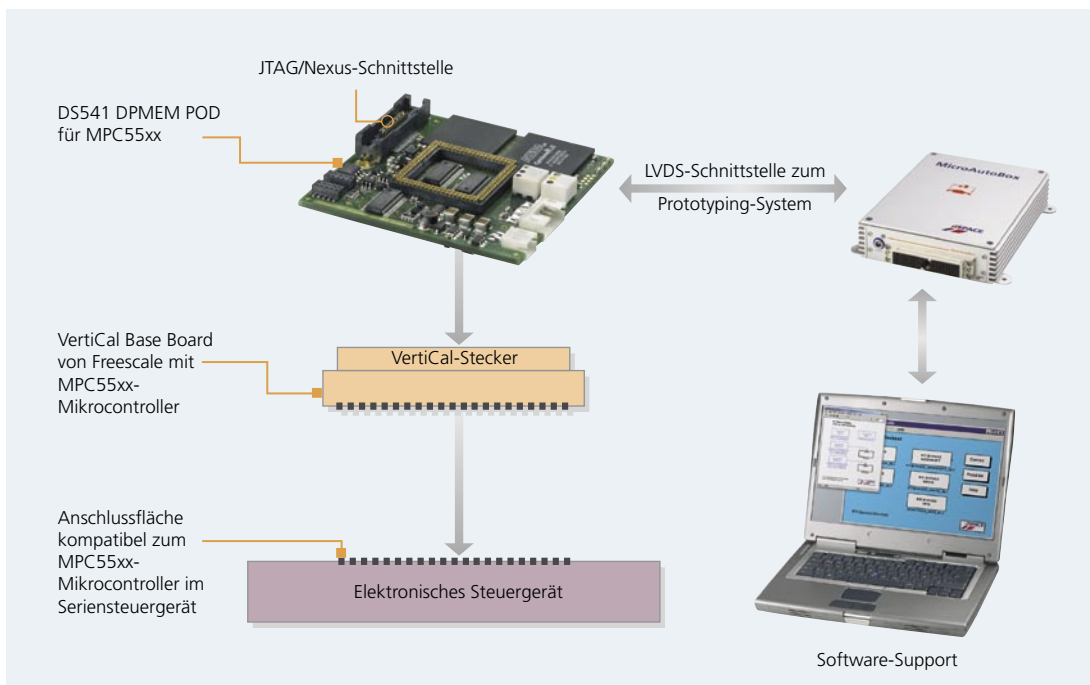 JTAG/Nexus-Schnittstelle
DS541 DPMEM POD
für MPC55xx
LVDS-Schnittstelle zum
Prototyping-System
MicroAutoBox
dSPACE
VertiCal Base Board
von Freescale mit
MPC55xx-
Mikrocontroller
VertiCal-Stecker
Anschlussfläche
kompatibel zum
MPC55xx-
Mikrocontroller im
Seriensteuergerät
Elektronisches Steuergerät
Software-Support